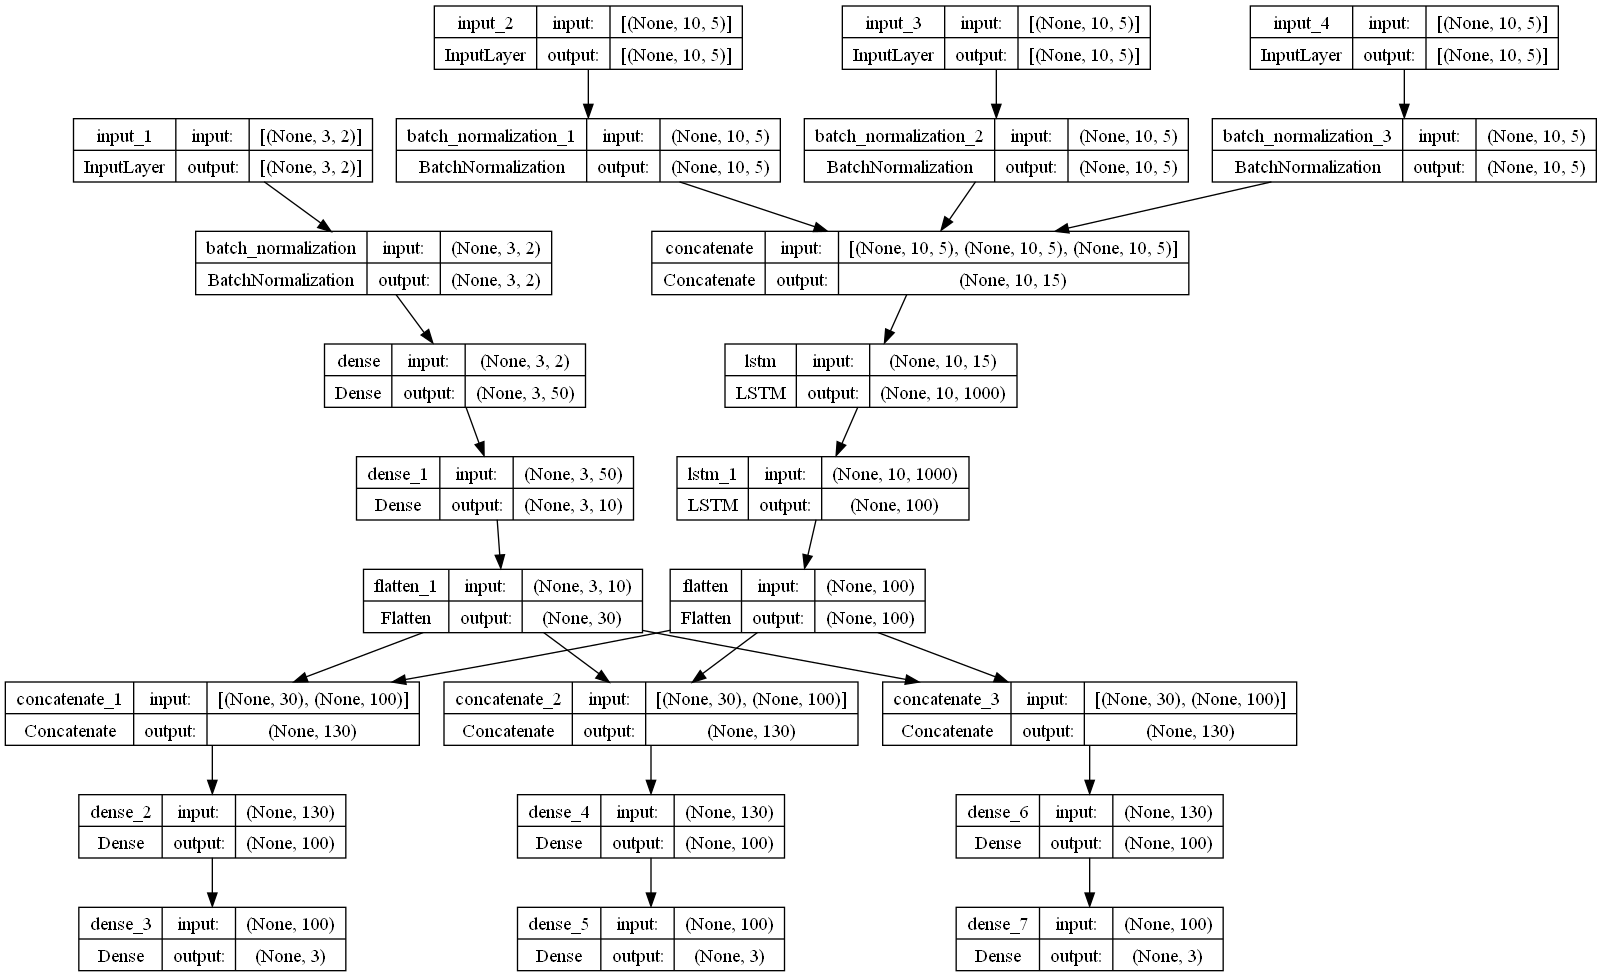 input_2 input: [(None, 10, 5)]
InputLayer output: [(None, 10, 5)]
input_3 input: [(None, 10, 5)]
InputLayer output: [(None, 10, 5)]
input_4 input: [(None, 10, 5)]
InputLayer output: [(None, 10, 5)]
input_1 input: [(None, 3, 2)]
InputLayer output: [(None, 3, 2)]
batch_normalization_1 input: (None, 10, 5)
BatchNormalization output: (None, 10, 5)
batch_normalization_2 input: (None, 10, 5)
BatchNormalization output: (None, 10, 5)
batch_normalization_3 input: (None, 10, 5)
BatchNormalization output: (None, 10, 5)
batch_normalization input: (None, 3, 2)
BatchNormalization output: (None, 3, 2)
concatenate input: [(None, 10, 5), (None, 10, 5), (None, 10, 5)]
Concatenate output: (None, 10, 15)
dense input: (None, 3, 2)
Dense output: (None, 3, 50)
lstm input: (None, 10, 15)
LSTM output: (None, 10, 1000)
dense_1 input: (None, 3, 50)
Dense output: (None, 3, 10)
lstm_1 input: (None, 10, 1000)
LSTM output: (None, 100)
flatten_1 input: (None, 3, 10)
Flatten output: (None, 30)
flatten input: (None, 100)
Flatten output: (None, 100)
concatenate_1 input: [(None, 30), (None, 100)]
Concatenate output: (None, 130)
concatenate_2 input: [(None, 30), (None, 100)]
Concatenate output: (None, 130)
concatenate_3 input: [(None, 30), (None, 100)]
Concatenate output: (None, 130)
dense_2 input: (None, 130)
Dense output: (None, 100)
dense_4 input: (None, 130)
Dense output: (None, 100)
dense_6 input: (None, 130)
Dense output: (None, 100)
dense_3 input: (None, 100)
Dense output: (None, 3)
dense_5 input: (None, 100)
Dense output: (None, 3)
dense_7 input: (None, 100)
Dense output: (None, 3)